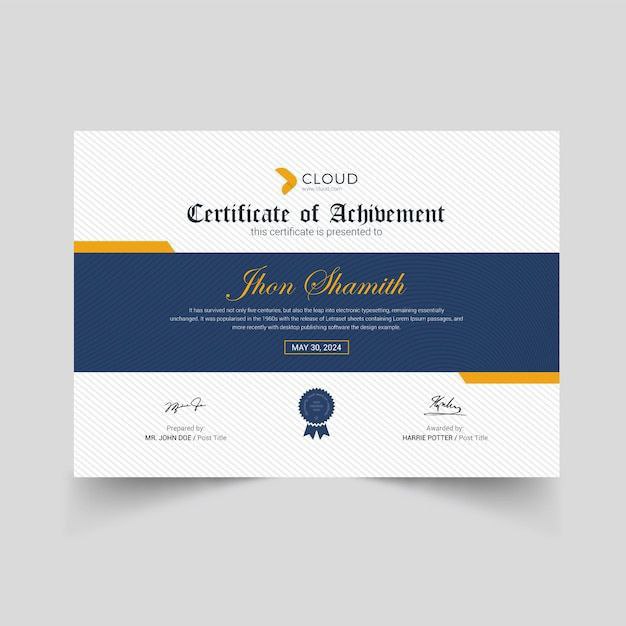 CLOUD
www.cloud.com
Certificate of Achivement
this certificate is presented to
Jhon Shamith
It has survived not only five centuries, but also the leap into electronic typesetting, remaining essentially
unchanged. It was popularised in the 1960s with the release of Letraset sheets containing Lorem Ipsum passages, and
more recently with desktop publishing software the design example.
MAY 30, 2024
Prepared by:
MR. JOHN DOE / Post Title
Awarded by:
HARRIE POTTER / Post Title